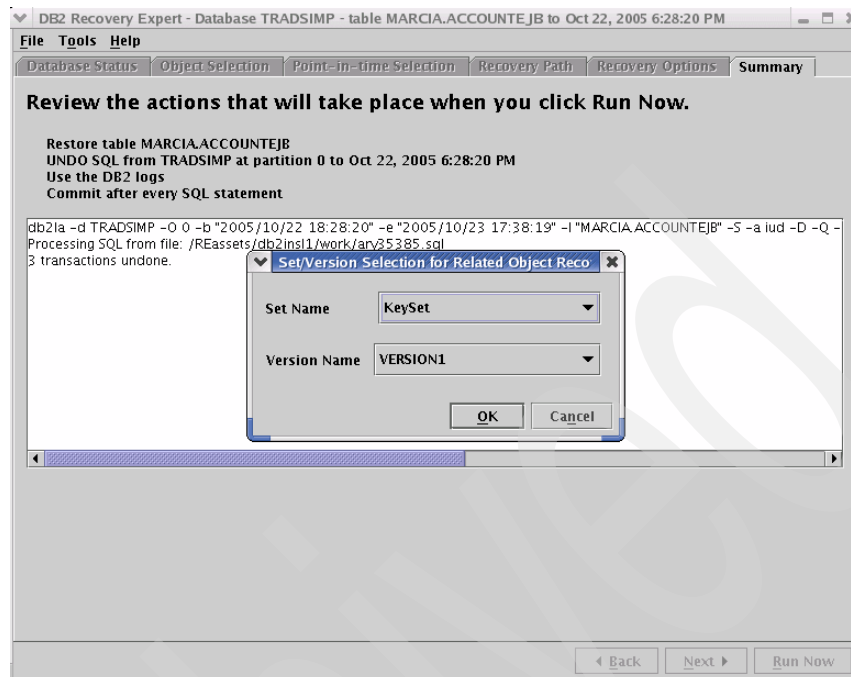 DB2 Recovery Expert - Database TRADSIMP - table MARCIA.ACCOUNTEJB to Oct 22, 2005 6:28:20 PM
File Tools Help
Database Status Object Selection Point-in-time Selection Recovery Path Recovery Options Summary
Review the actions that will take place when you click Run Now.
Restore table MARCIA.ACCOUNTEJB
UNDO SQL from TRADSIMP at partition 0 to Oct 22, 2005 6:28:20 PM
Use the DB2 logs
Commit after every SQL statement
db2la -d TRADSIMP -O 0 -b "2005/10/22 18:28:20" -e "2005/10/23 17:38:19" -l "MARCIA.ACCOUNTEJB" -S -a iud -D -Q -
Processing SQL from file: /REassets/db2inst1/work/ary35385.sql
3 transactions undone.
Set/Version Selection for Related Object Reco
Set Name KeySet
Version Name VERSION1
OK Cancel
Back Next Run Now